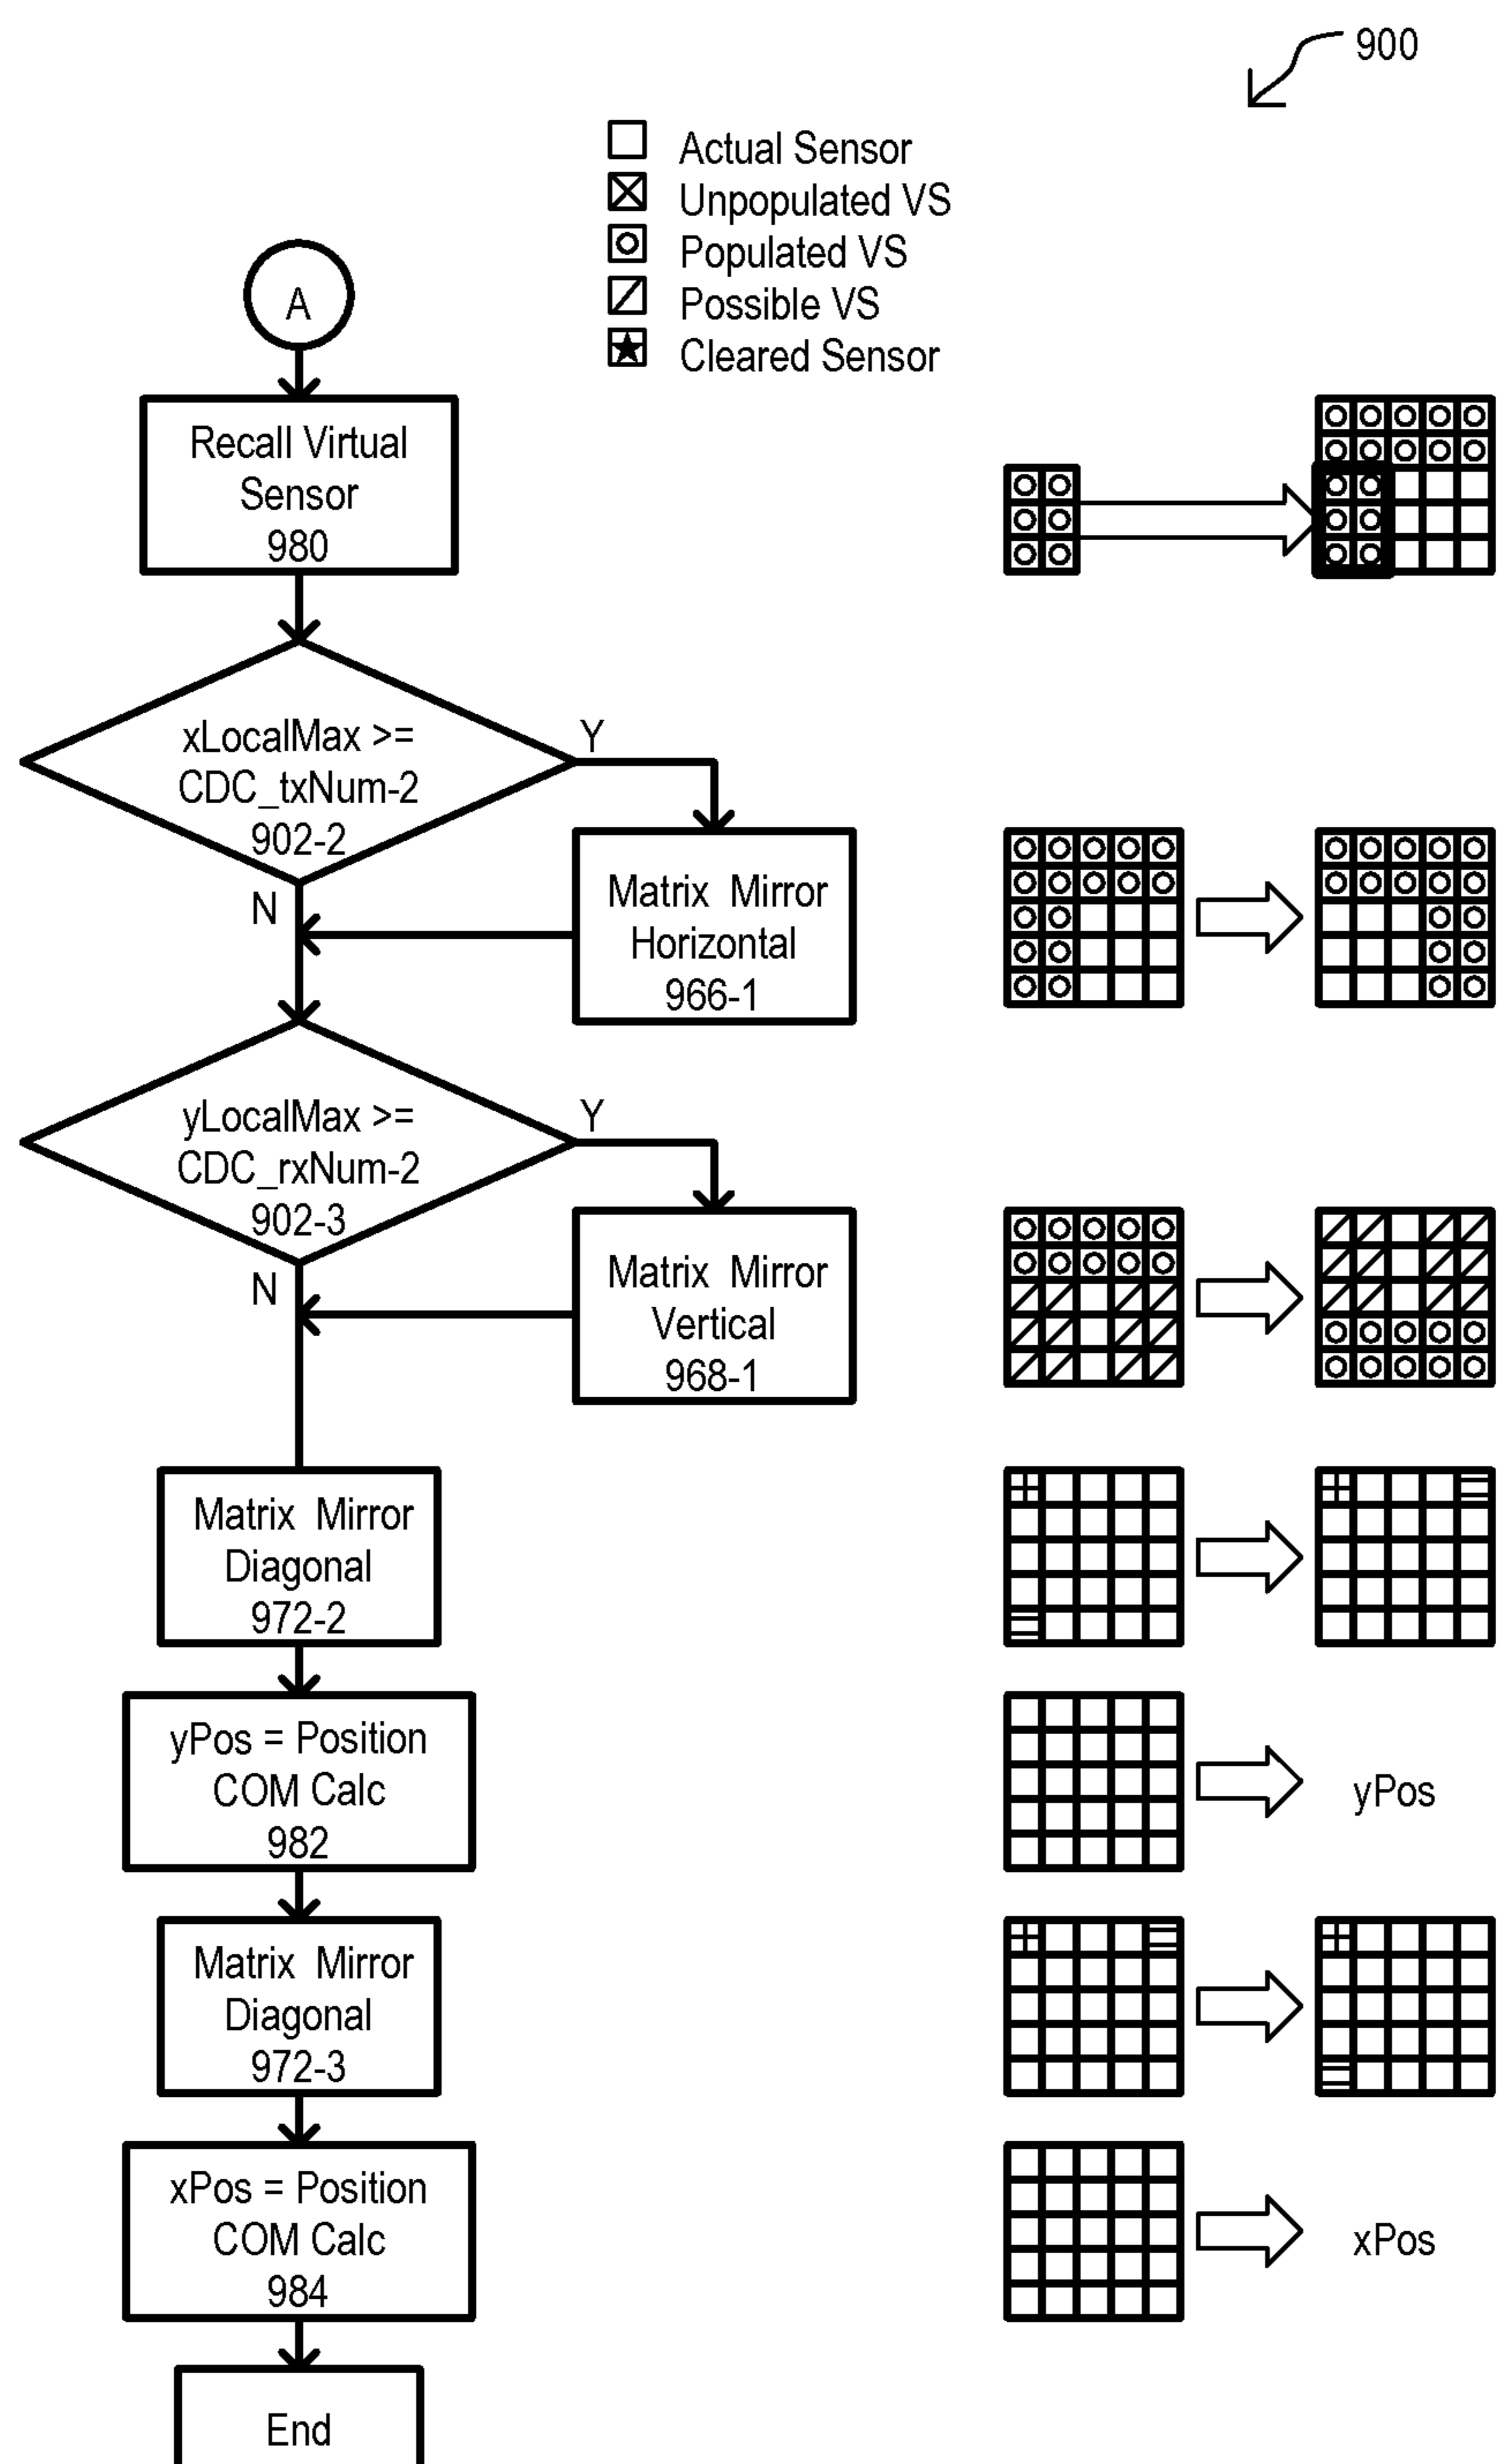 900
Actual Sensor
Unpopulated VS
Populated VS
Possible VS
Cleared Sensor
A
Recall Virtual
Sensor
980
xLocalMax >=
CDC_txNum-2
902-2
Y
N
Matrix Mirror
Horizontal
966-1
yLocalMax >=
CDC_rxNum-2
902-3
Y
N
Matrix Mirror
Vertical
968-1
Matrix Mirror
Diagonal
972-2
yPos = Position
COM Calc
982
yPos
Matrix Mirror
Diagonal
972-3
xPos = Position
COM Calc
984
xPos
End